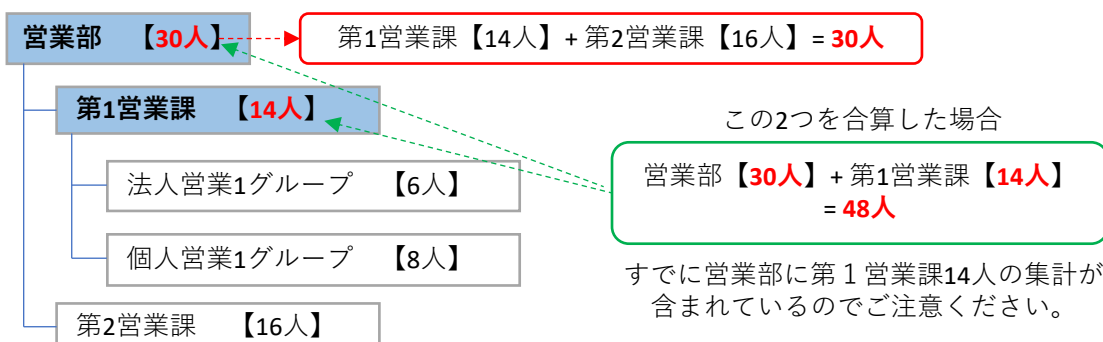 営業部 【30人】
第1営業課【14人】+ 第2営業課【16人】= 30人
第1営業課 【14人】
この2つを合算した場合
法人営業1グループ 【6人】
営業部【30人】+ 第1営業課【14人】
= 48人
個人営業1グループ 【8人】
すでに営業部に第１営業課14人の集計が
含まれているのでご注意ください。
第2営業課 【16人】